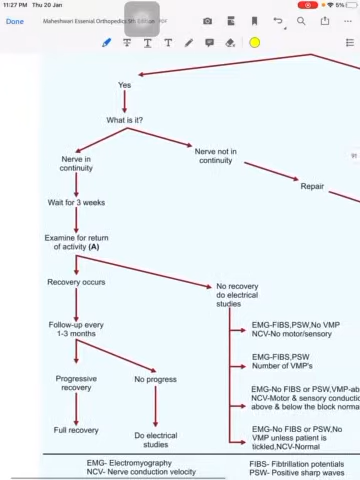 11:27 PM Thu 20 Jan
5%
Done
Maheshwari Essential Orthopedics 5th Edition PDF
Yes
What is it?
Nerve in
continuity
Nerve not in
continuity
Repair
91
Wait for 3 weeks
Examine for return
of activity (A)
Recovery occurs
No recovery
do electrical
studies
Follow-up every
1-3 months
EMG-FIBS,PSW,No VMP
NCV-No motor/sensory
EMG-FIBS,PSW
Number of VMP's
Progressive
recovery
No progress
EMG-No FIBS or PSW,VMP-ab
NCV-Motor & sensory conductio
above & below the block norma
Full recovery
Do electrical
studies
EMG-No FIBS or PSW,No
VMP unless patient is
tickled,NCV-Normal
EMG- Electromyography
NCV- Nerve conduction velocity
FIBS- Fibtrillation potentials
PSW- Positive sharp waves